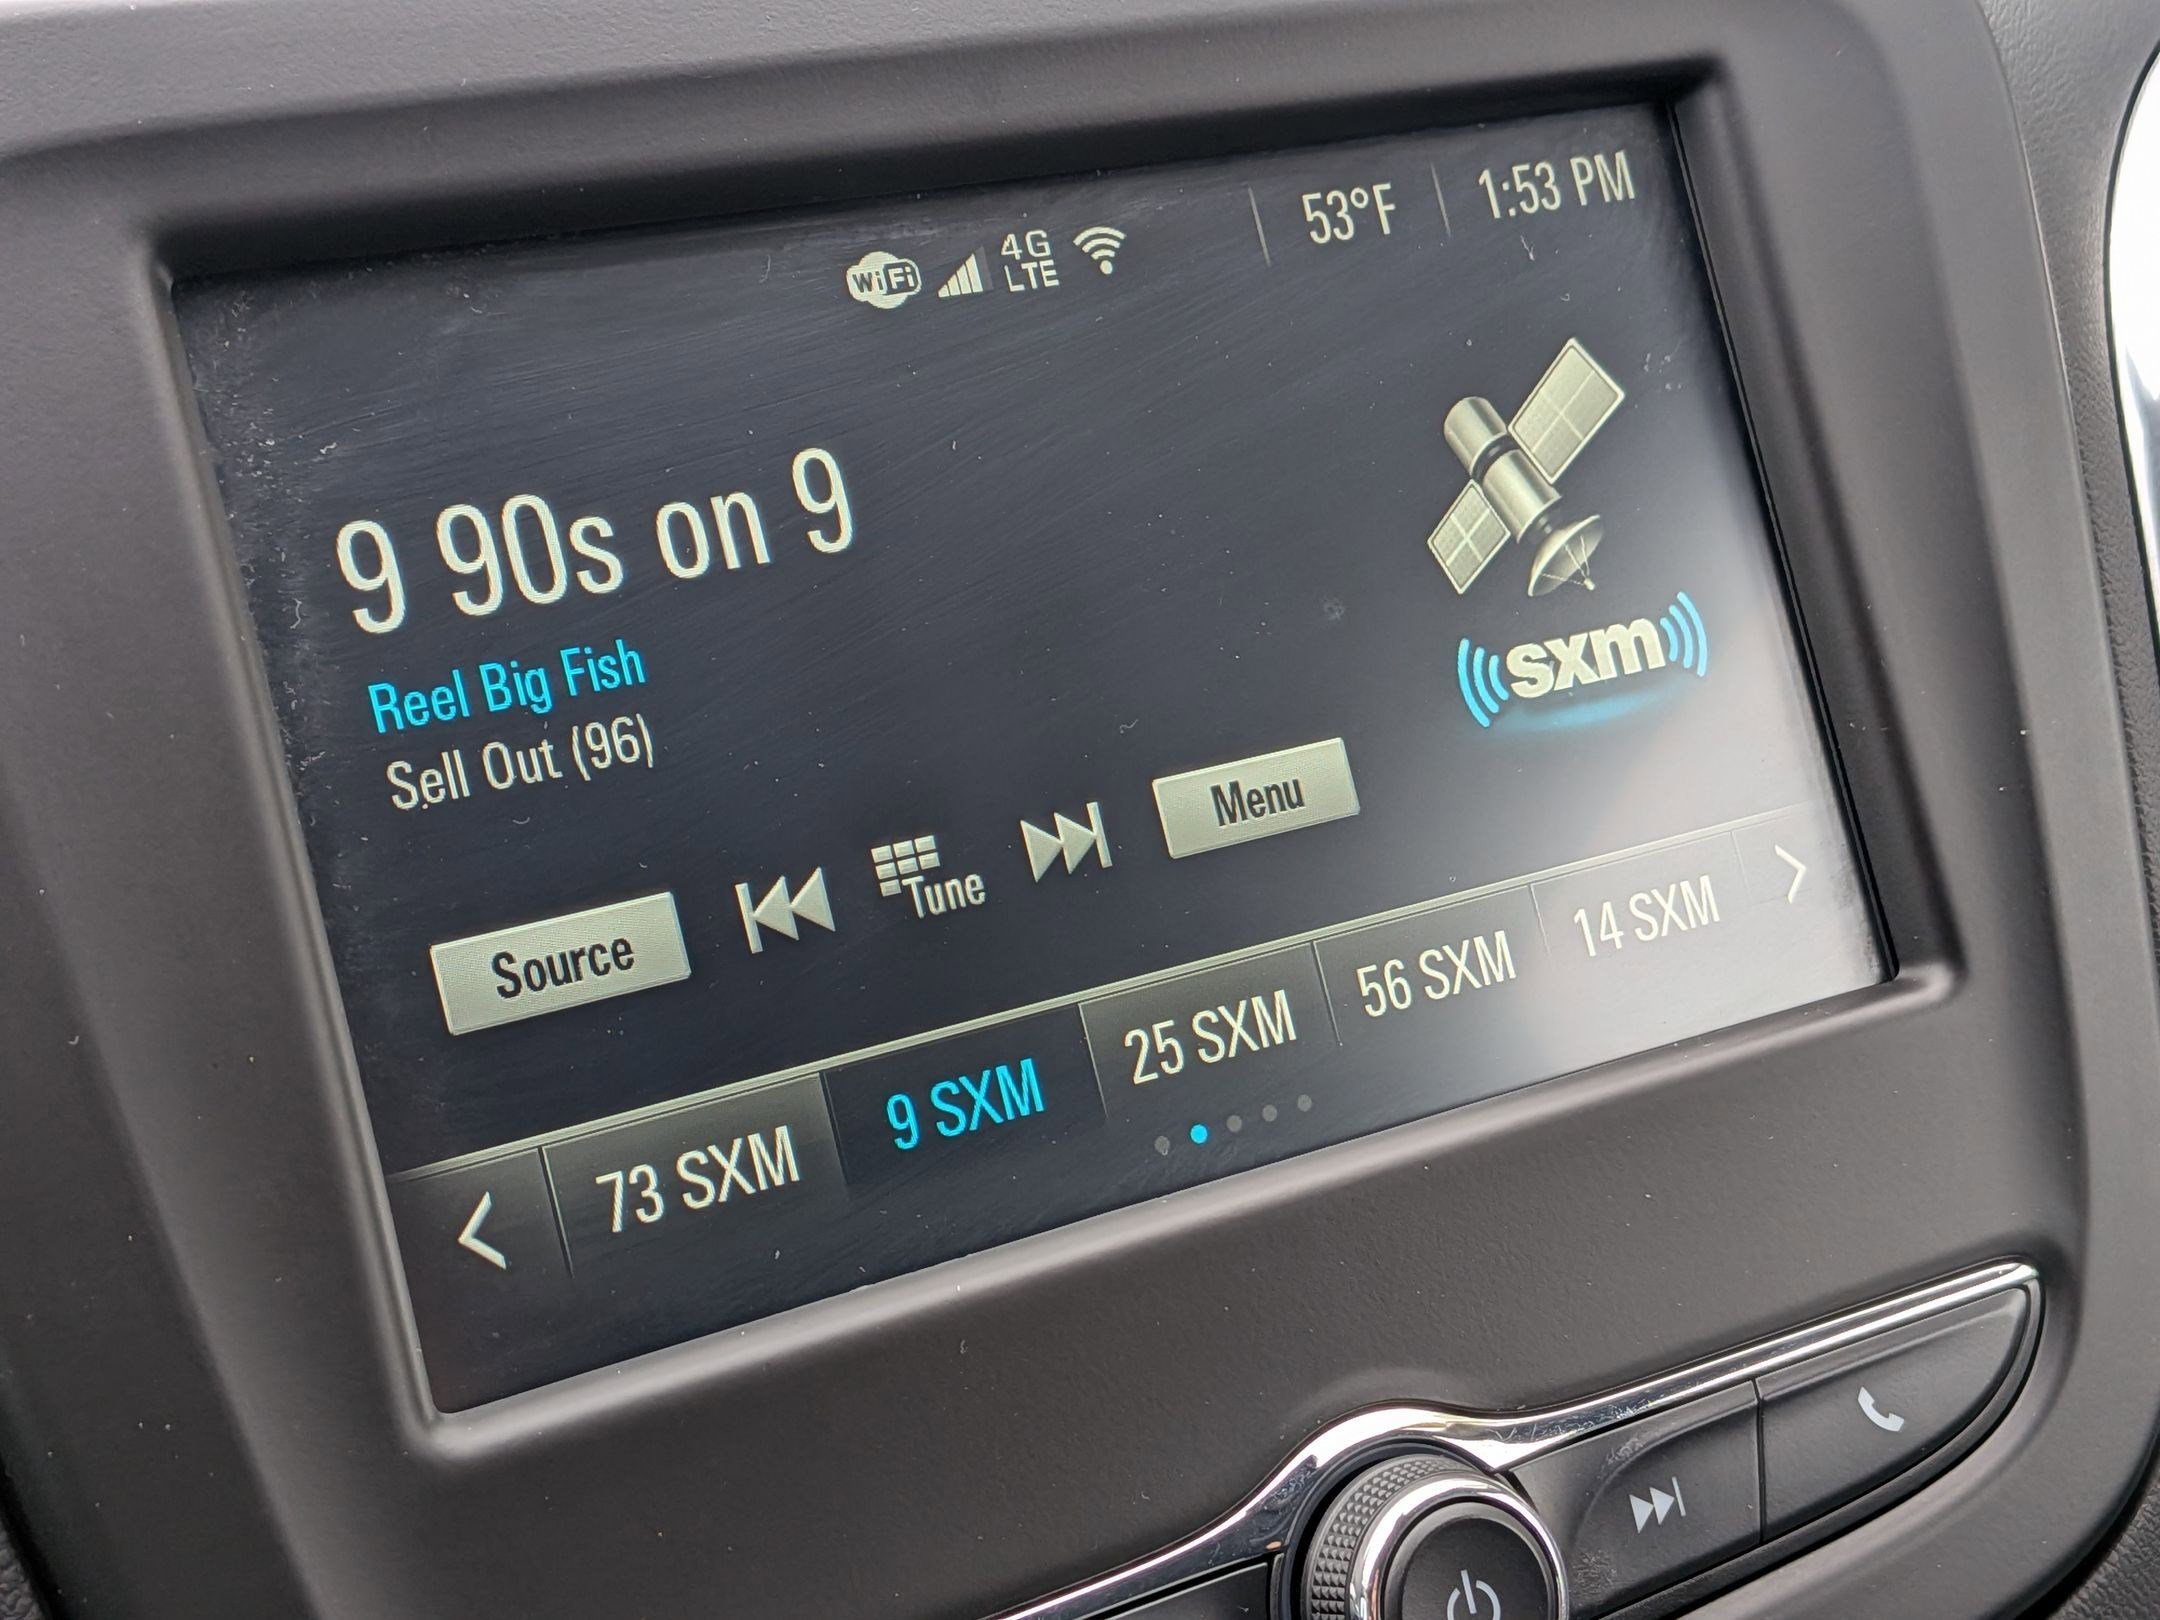 WiFi 4G LTE 53°F 1:53 PM
9 90s on 9
Reel Big Fish
Sell Out (96)
sxm
Source Tune Menu
73 SXM 9 SXM 25 SXM 56 SXM 14 SXM